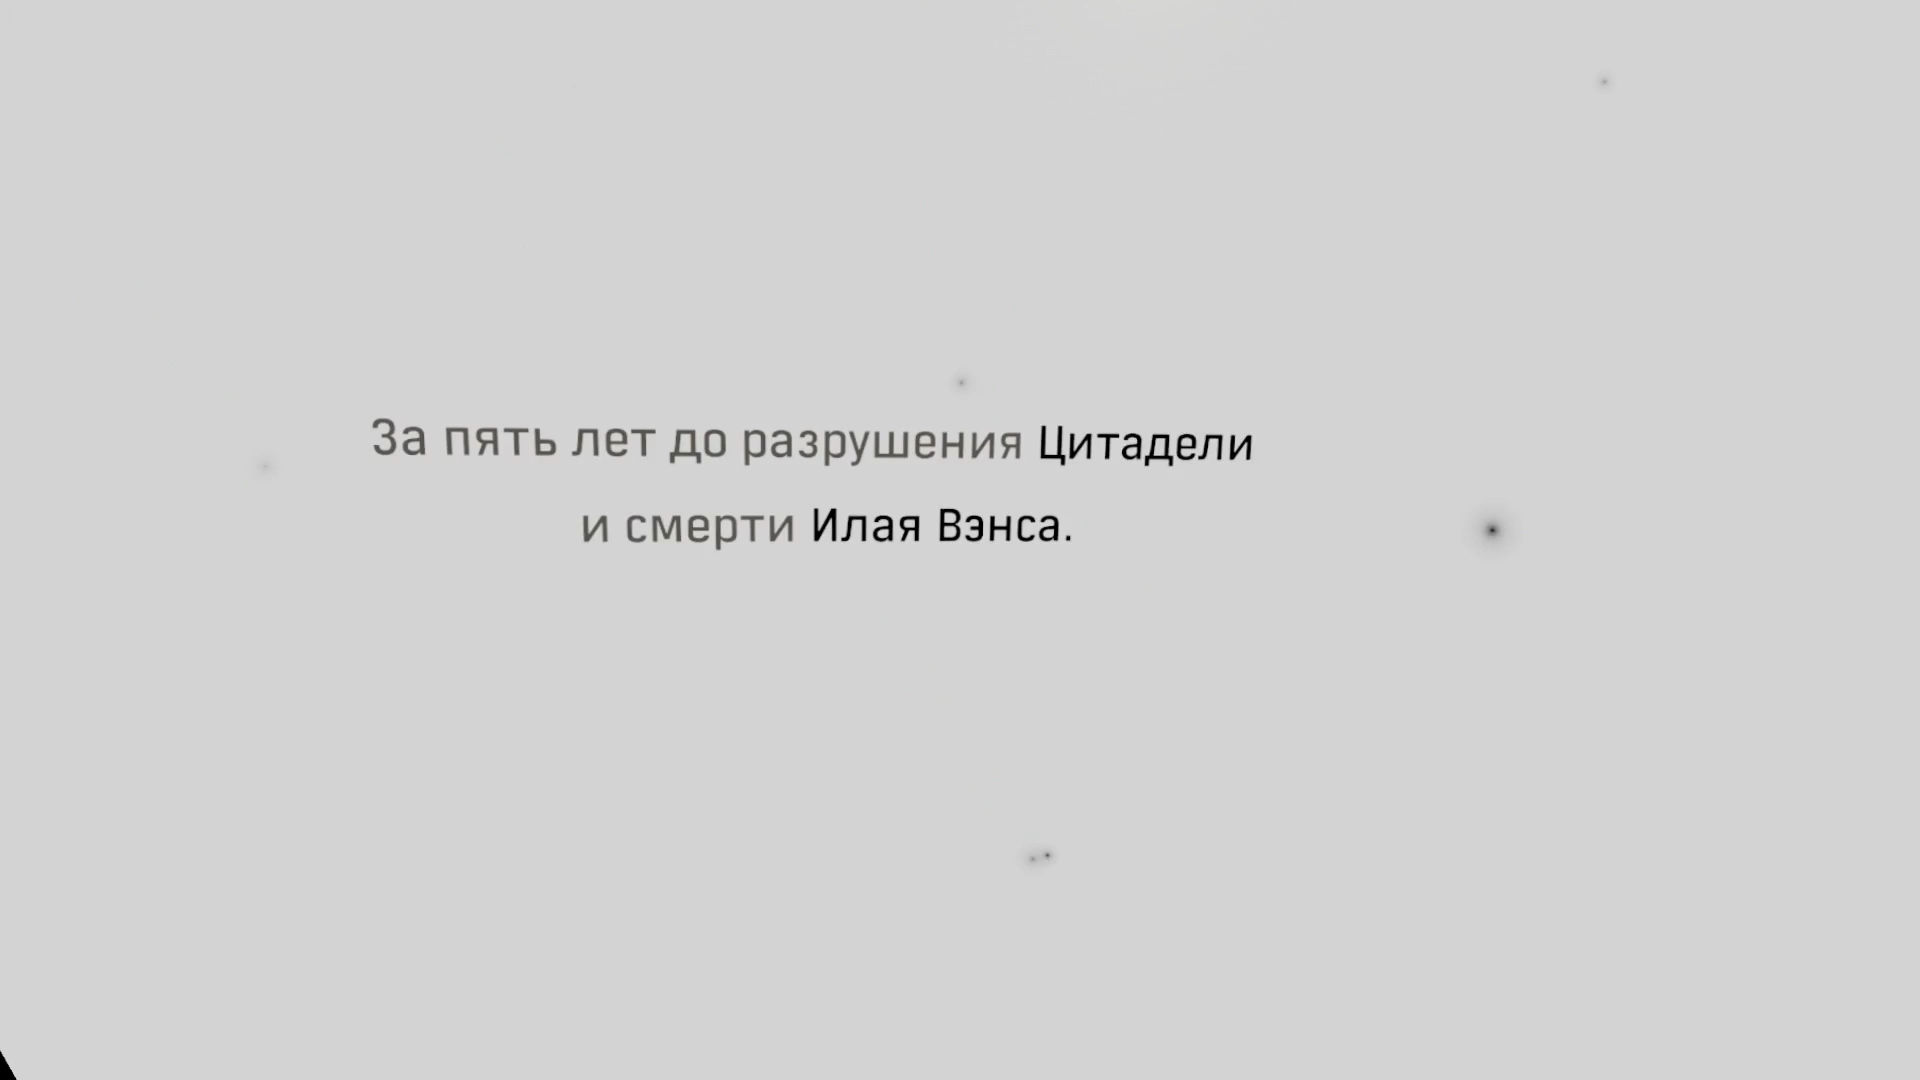 За пять лет до разрушения Цитадели
и смерти Илая Вэнса.